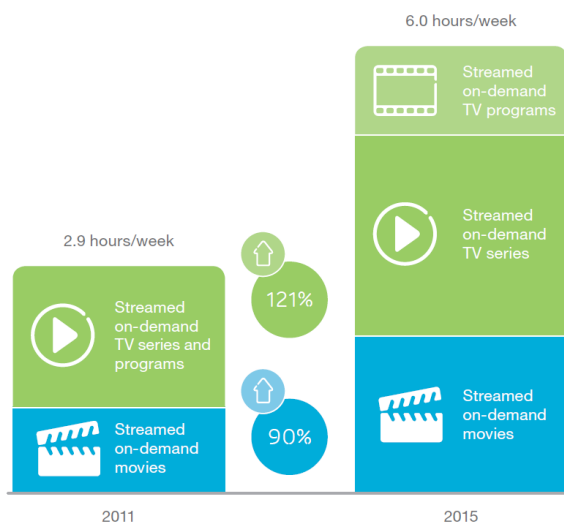 6.0 hours/week
Streamed
on-demand
TV programs
Streamed
on-demand
TV series
2.9 hours/week
121%
Streamed
on-demand
TV series and
programs
90%
Streamed
on-demand
movies
Streamed
on-demand
movies
2011
2015